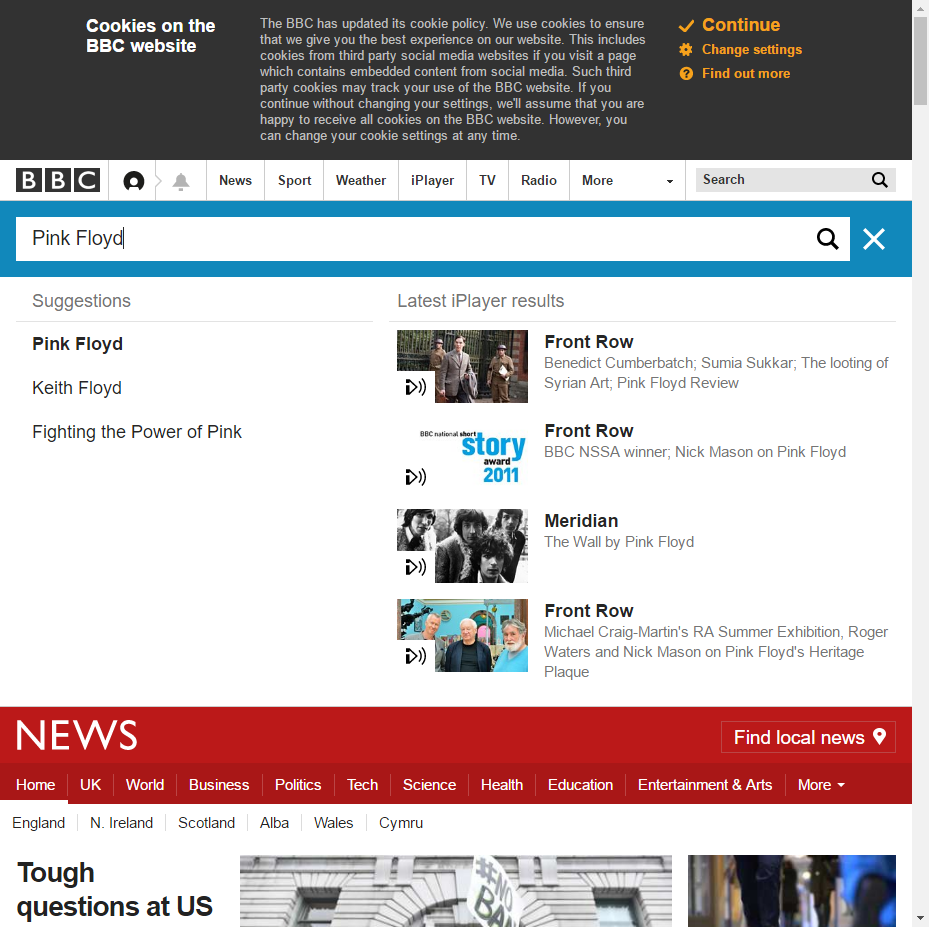 Cookies on the
BBC website
The BBC has updated its cookie policy. We use cookies to ensure
that we give you the best experience on our website. This includes
cookies from third party social media websites if you visit a page
which contains embedded content from social media. Such third
party cookies may track your use of the BBC website. If you
continue without changing your settings, we'll assume that you are
happy to receive all cookies on the BBC website. However, you
can change your cookie settings at any time.
Continue
Change settings
Find out more
BBC News Sport Weather iPlayer TV Radio More Search
Pink Floyd
Suggestions
Pink Floyd
Keith Floyd
Fighting the Power of Pink
Latest iPlayer results
Front Row
Benedict Cumberbatch; Sumia Sukkar; The looting of
Syrian Art; Pink Floyd Review
BBC national short
story
award
2011
Front Row
BBC NSSA winner; Nick Mason on Pink Floyd
Meridian
The Wall by Pink Floyd
Front Row
Michael Craig-Martin's RA Summer Exhibition, Roger
Waters and Nick Mason on Pink Floyd's Heritage
Plaque
NEWS
Find local news
Home UK World Business Politics Tech Science Health Education Entertainment & Arts More
England N. Ireland Scotland Alba Wales Cymru
Tough
questions at US
#NO
BAN